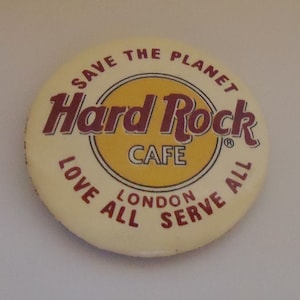 SAVE THE PLANET
Hard Rock
®
CAFE
LONDON
LOVE ALL SERVE ALL